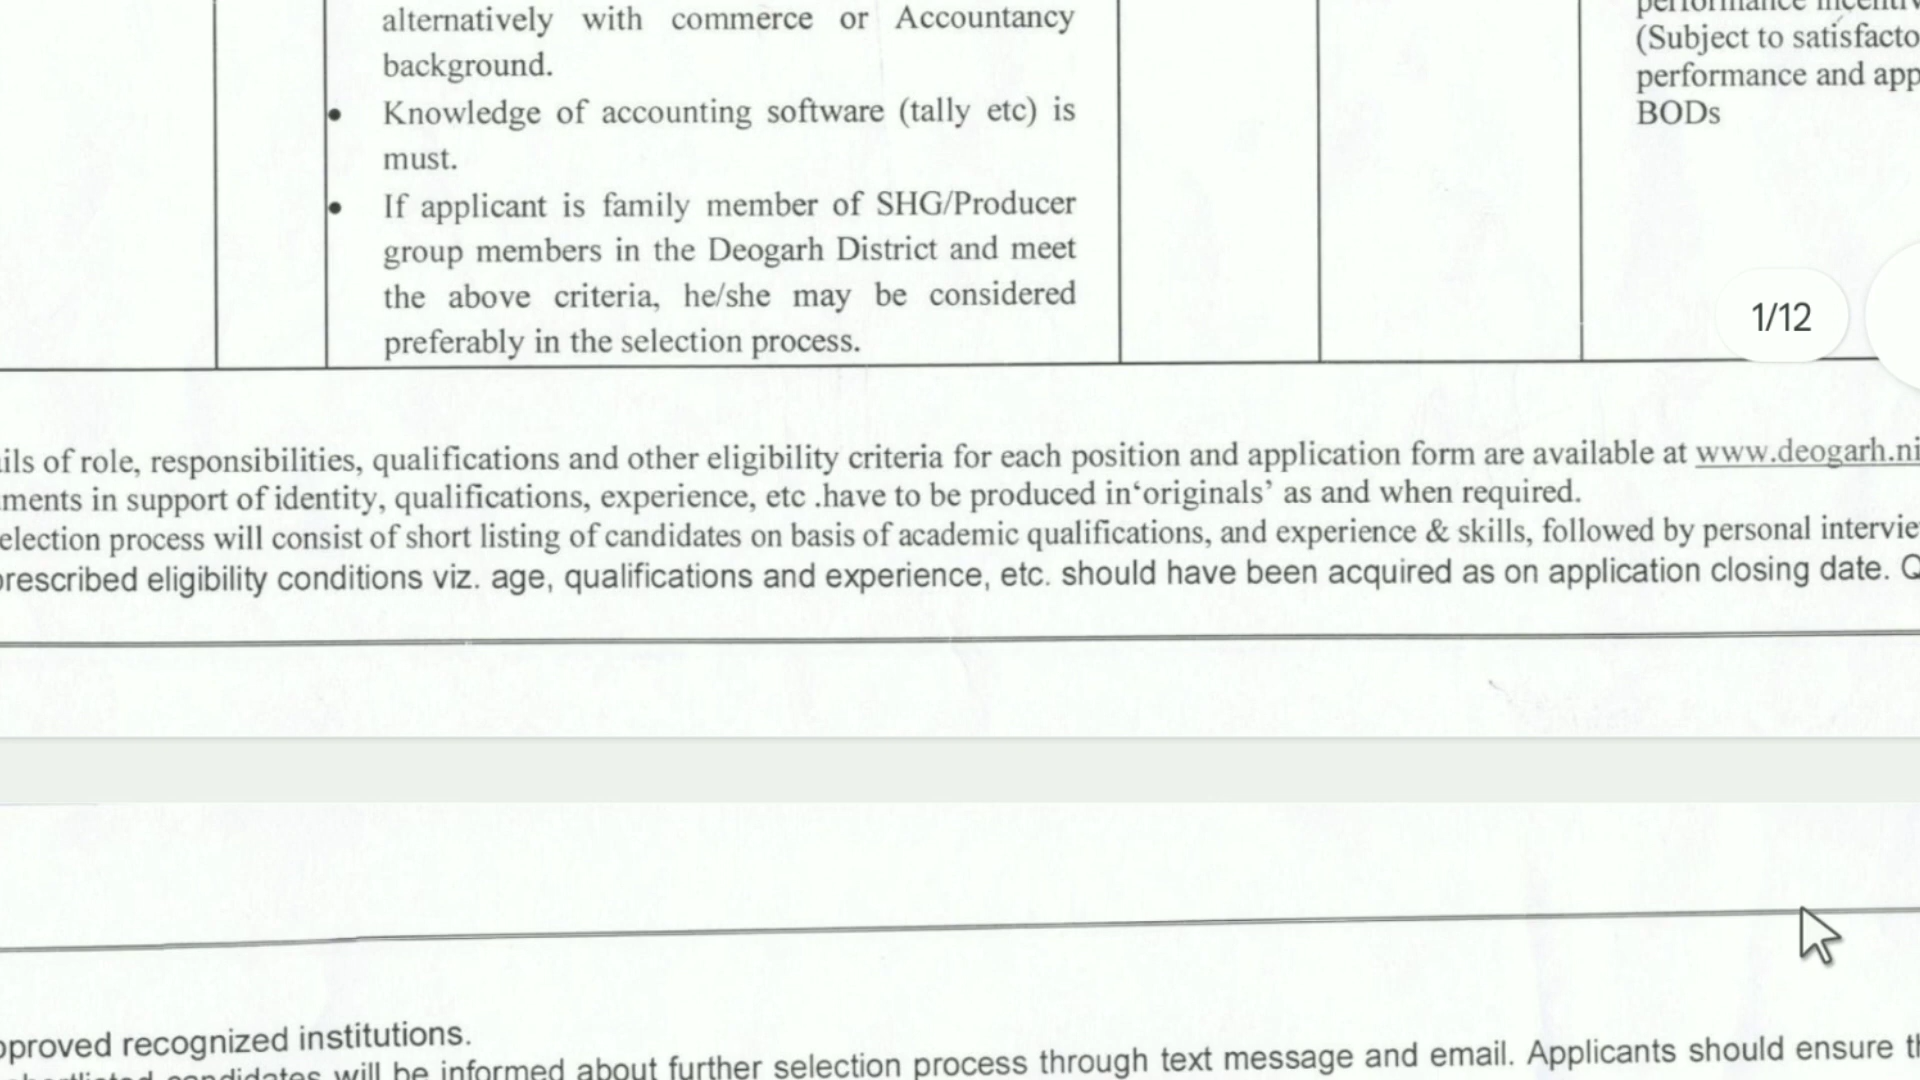 alternatively with commerce or Accountancy
background.
• Knowledge of accounting software (tally etc) is
must.
• If applicant is family member of SHG/Producer
group members in the Deogarh District and meet
the above criteria, he/she may be considered
preferably in the selection process.
(Subject to satisfacto
performance and app
BODs
1/12
ils of role, responsibilities, qualifications and other eligibility criteria for each position and application form are available at www.deogarh.ni
ments in support of identity, qualifications, experience, etc .have to be produced in‘originals’ as and when required.
election process will consist of short listing of candidates on basis of academic qualifications, and experience & skills, followed by personal intervie
rescribed eligibility conditions viz. age, qualifications and experience, etc. should have been acquired as on application closing date. Q
pproved recognized institutions.
candidates will be informed about further selection process through text message and email. Applicants should ensure th